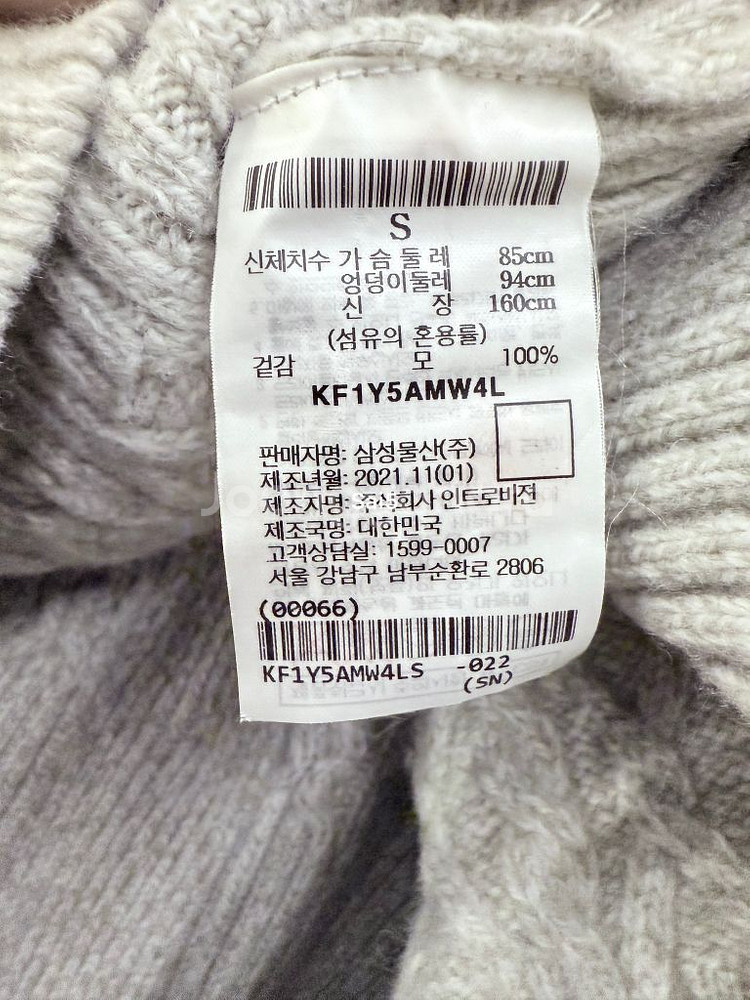 S
신체치수 가 슴 둘 레 85cm
엉덩이둘레 94cm
신 장 160cm
(섬유의 혼용률)
겉감 모 100%
KF1Y5AMW4L
판매자명: 삼성물산(주)
제조년월: 2021.11(01)
제조자명: 주식회사 인트로비젼
제조국명: 대한민국
고객상담실: 1599-0007
서울 강남구 남부순환로 2806
(00066)
KF1Y5AMW4LS -022
(SN)